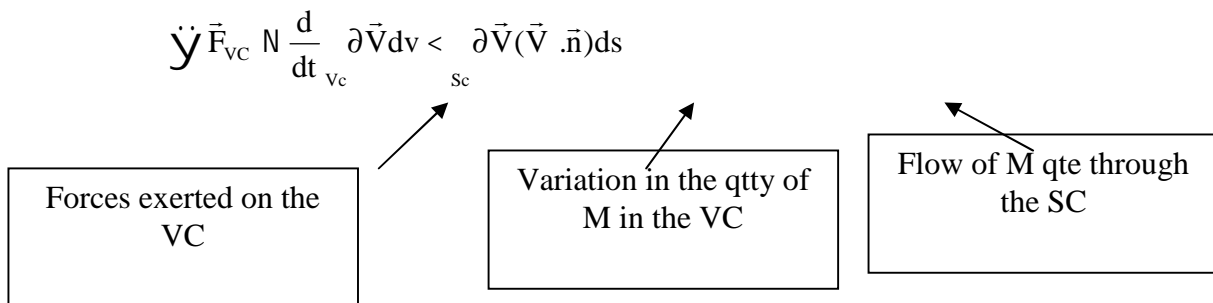 ÿ F⃗VC N d/dt Vc ∂V⃗dv < Sc ∂V⃗(V⃗ .n⃗)ds
Forces exerted on the
VC
Variation in the qtty of
M in the VC
Flow of M qte through
the SC